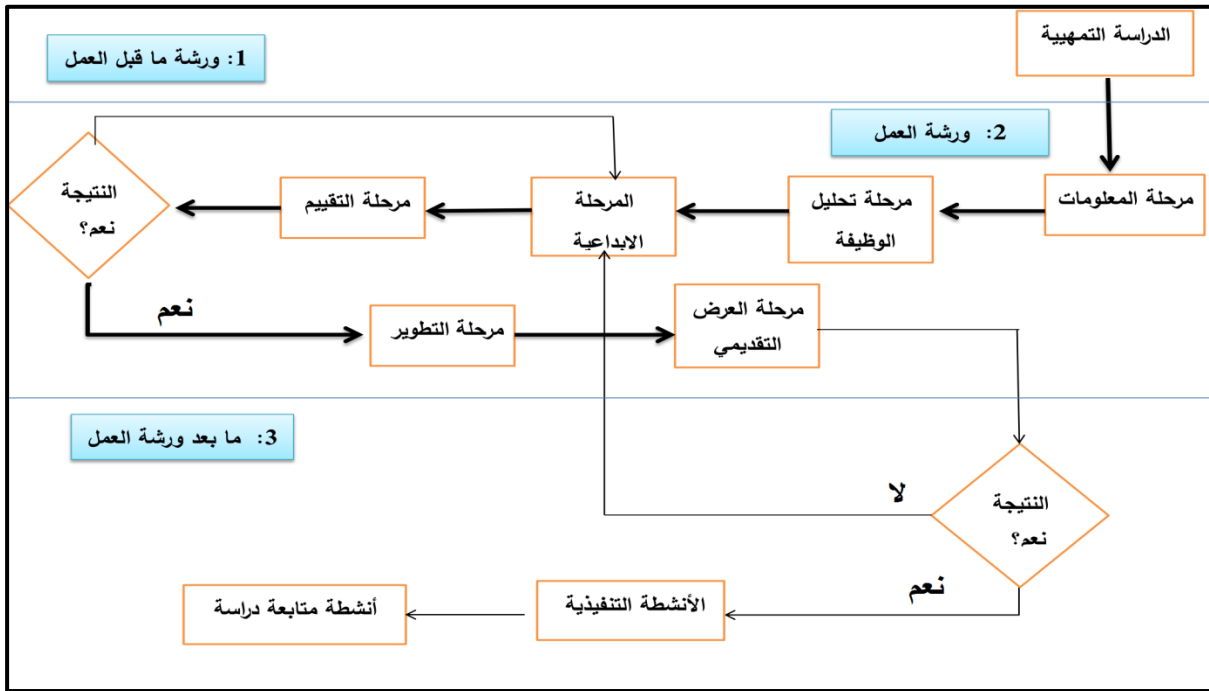 الدراسة التمهيية
1: ورشة ما قبل العمل
2: ورشة العمل
مرحلة المعلومات
مرحلة تحليل
الوظيفة
المرحلة
الابداعية
مرحلة التقييم
النتيجة
نعم؟
نعم
مرحلة التطوير
مرحلة العرض
التقديمي
3: ما بعد ورشة العمل
النتيجة
نعم؟
لا
نعم
الأنشطة التنفيذية
أنشطة متابعة دراسة